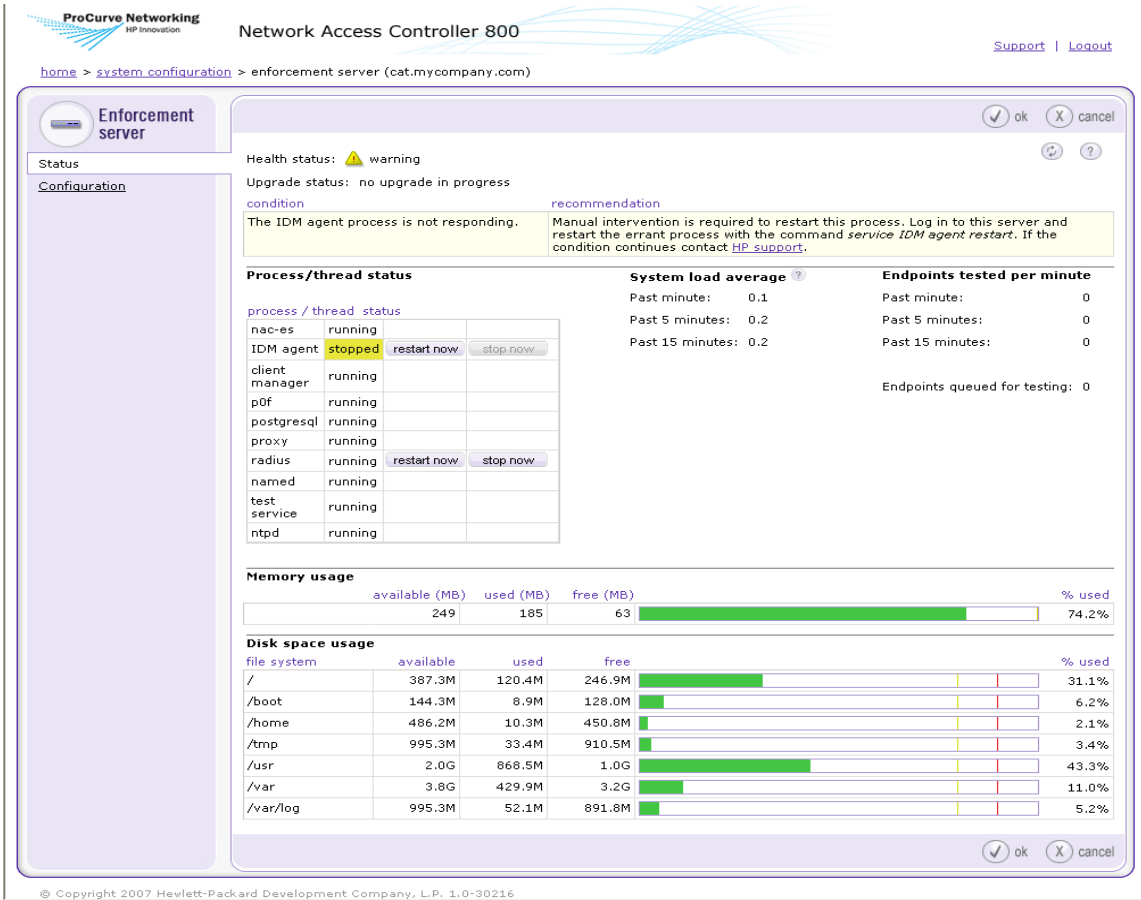 ProCurve Networking
HP Innovation
Network Access Controller 800
Support | Logout
home > system configuration > enforcement server (cat.mycompany.com)
Enforcement server
ok cancel
Status
Configuration
Health status: warning
?
Upgrade status: no upgrade in progress
condition recommendation
The IDM agent process is not responding. Manual intervention is required to restart this process. Log in to this server and
restart the errant process with the command service IDM agent restart. If the
condition continues contact HP support.
Process/thread status
process / thread status
nac-es running
IDM agent stopped restart now stop now
client manager running
p0f running
postgresql running
proxy running
radius running restart now stop now
named running
test service running
ntpd running
System load average ?
Past minute: 0.1
Past 5 minutes: 0.2
Past 15 minutes: 0.2
Endpoints tested per minute
Past minute: 0
Past 5 minutes: 0
Past 15 minutes: 0
Endpoints queued for testing: 0
Memory usage
available (MB) used (MB) free (MB) % used
249 185 63 74.2%
Disk space usage
file system available used free % used
/ 387.3M 120.4M 246.9M 31.1%
/boot 144.3M 8.9M 128.0M 6.2%
/home 486.2M 10.3M 450.8M 2.1%
/tmp 995.3M 33.4M 910.5M 3.4%
/usr 2.0G 868.5M 1.0G 43.3%
/var 3.8G 429.9M 3.2G 11.0%
/var/log 995.3M 52.1M 891.8M 5.2%
ok cancel
© Copyright 2007 Hewlett-Packard Development Company, L.P. 1.0-30216